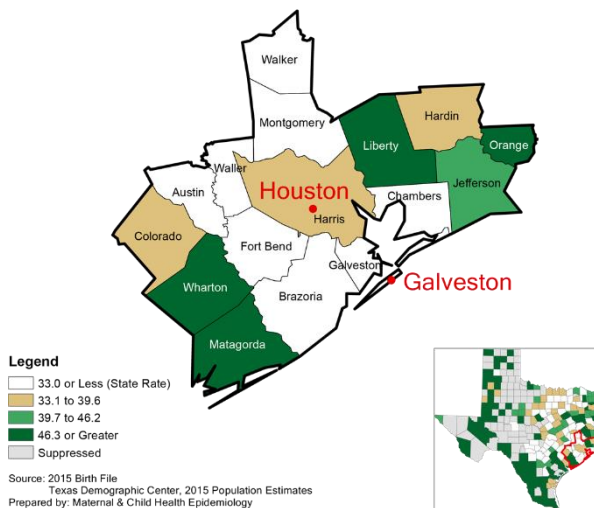 Walker
Montgomery
Hardin
Liberty
Orange
Waller
Jefferson
Austin
Houston
Chambers
Harris
Colorado
Fort Bend
Galveston
Wharton
Brazoria
Galveston
Matagorda
Legend
33.0 or Less (State Rate)
33.1 to 39.6
39.7 to 46.2
46.3 or Greater
Suppressed
Source: 2015 Birth File
Texas Demographic Center, 2015 Population Estimates
Prepared by: Maternal & Child Health Epidemiology